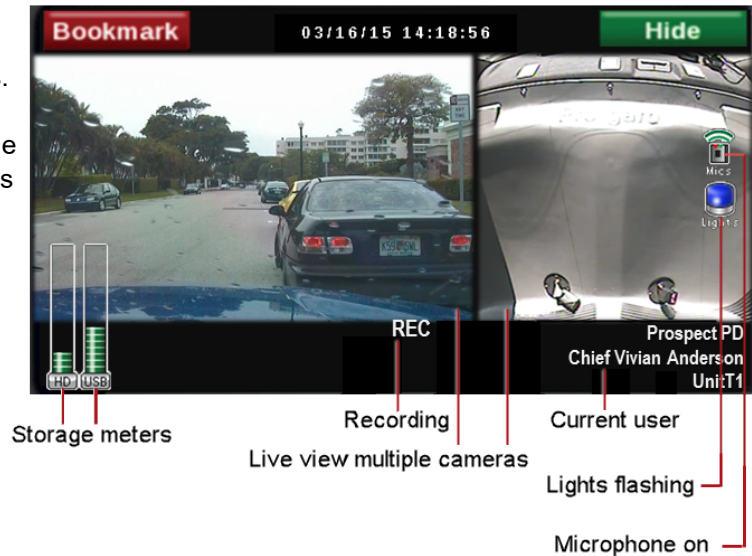 Bookmark
03/16/15 14:18:56
Hide
.
e
s
Mics
Lights
REC
Prospect PD
Chief Vivian Anderson
UnitT1
HD USB
Recording
Current user
Storage meters
Live view multiple cameras
Lights flashing
Microphone on